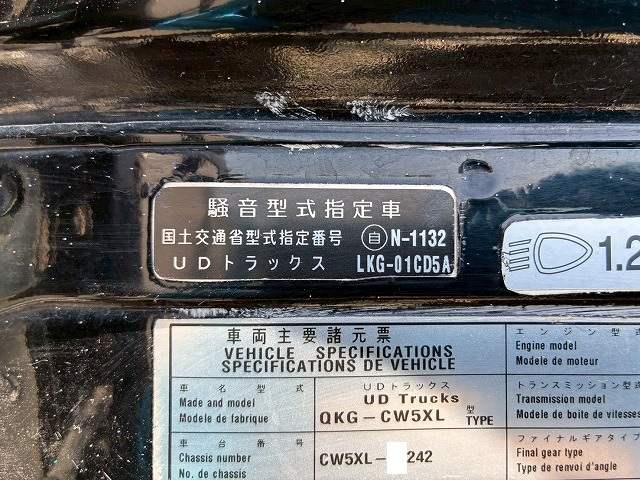 騒音型式指定車
国土交通省型式指定番号 自 N-1132
UDトラックス LKG-01CD5A
1.2
車両主要諸元票
VEHICLE SPECIFICATIONS
SPECIFICATIONS DE VEHICLE
車名型式
Made and model
Modele de fabrique
UDトラックス
UD Trucks
QKG-CW5XL 型 TYPE
車台番号
Chassis number
No. de chassis
CW5XL- 242
エンジン型式
Engine model
Modele de moteur
トランスミッション型式
Transmission model
Modele de boite de vitesses
ファイナルギアタイプ
Final gear type
Type de renvoi d'angle